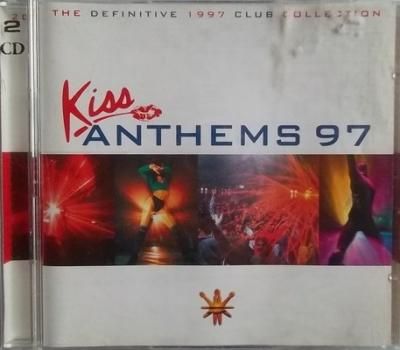 THE DEFINITIVE 1997 CLUB COLLECTION
2
CD
Kiss
ANTHEMS 97